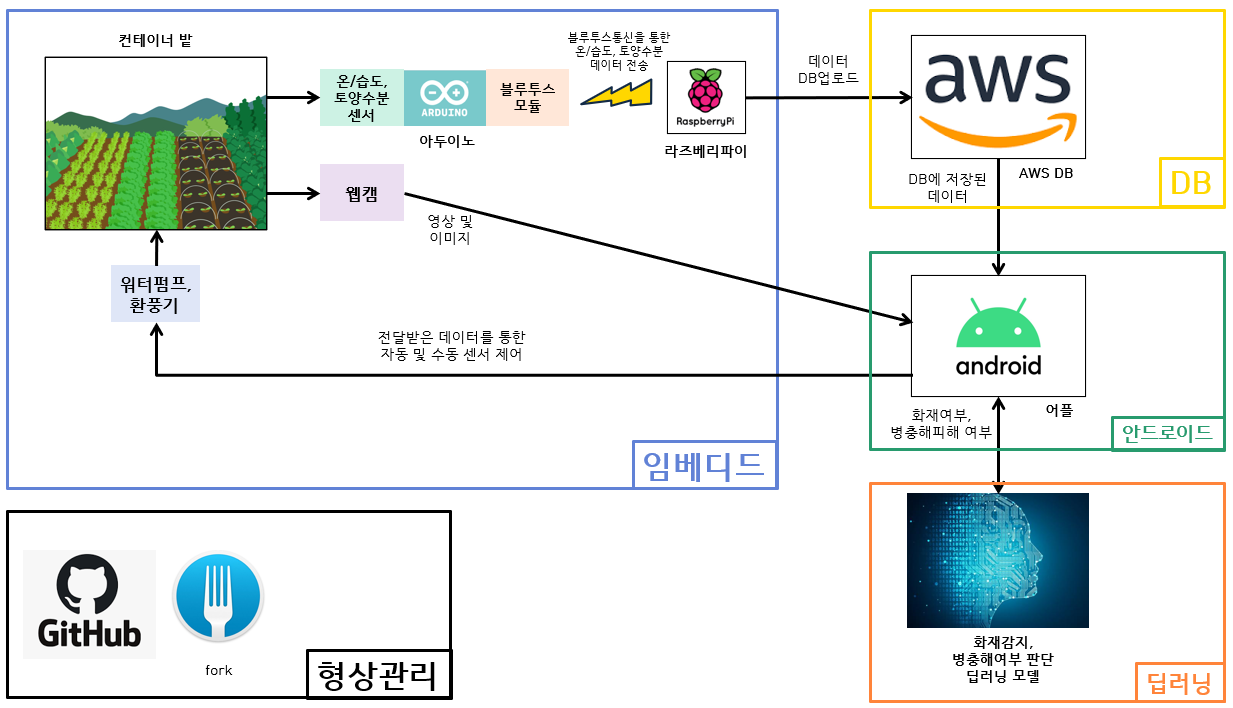 컨테이너 밭
온/습도,
토양수분
센서
ARDUINO
아두이노
블루투스
모듈
블루투스통신을 통한
온/습도, 토양수분
데이터 전송
RaspberryPi
라즈베리파이
데이터
DB업로드
aws
AWS DB
DB
DB에 저장된
데이터
웹캠
영상 및
이미지
워터펌프,
환풍기
전달받은 데이터를 통한
자동 및 수동 센서 제어
임베디드
android
어플
화재여부,
병충해피해 여부
안드로이드
GitHub
fork
형상관리
화재감지,
병충해여부 판단
딥러닝 모델
딥러닝